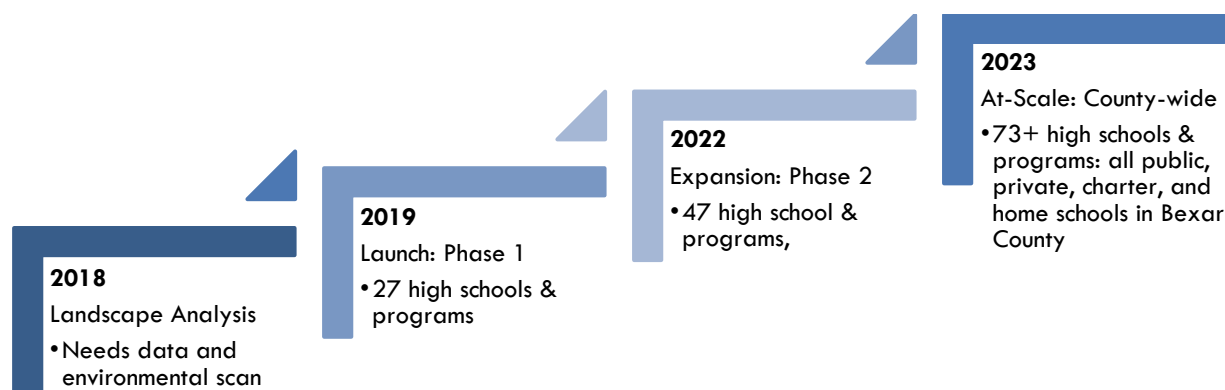 2018
Landscape Analysis
•Needs data and
environmental scan
2019
Launch: Phase 1
•27 high schools &
programs
2022
Expansion: Phase 2
•47 high school &
programs,
2023
At-Scale: County-wide
•73+ high schools &
programs: all public,
private, charter, and
home schools in Bexar
County